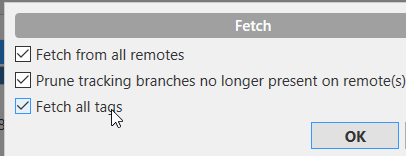 Fetch
Fetch from all remotes
Prune tracking branches no longer present on remote(s)
Fetch all tags
OK